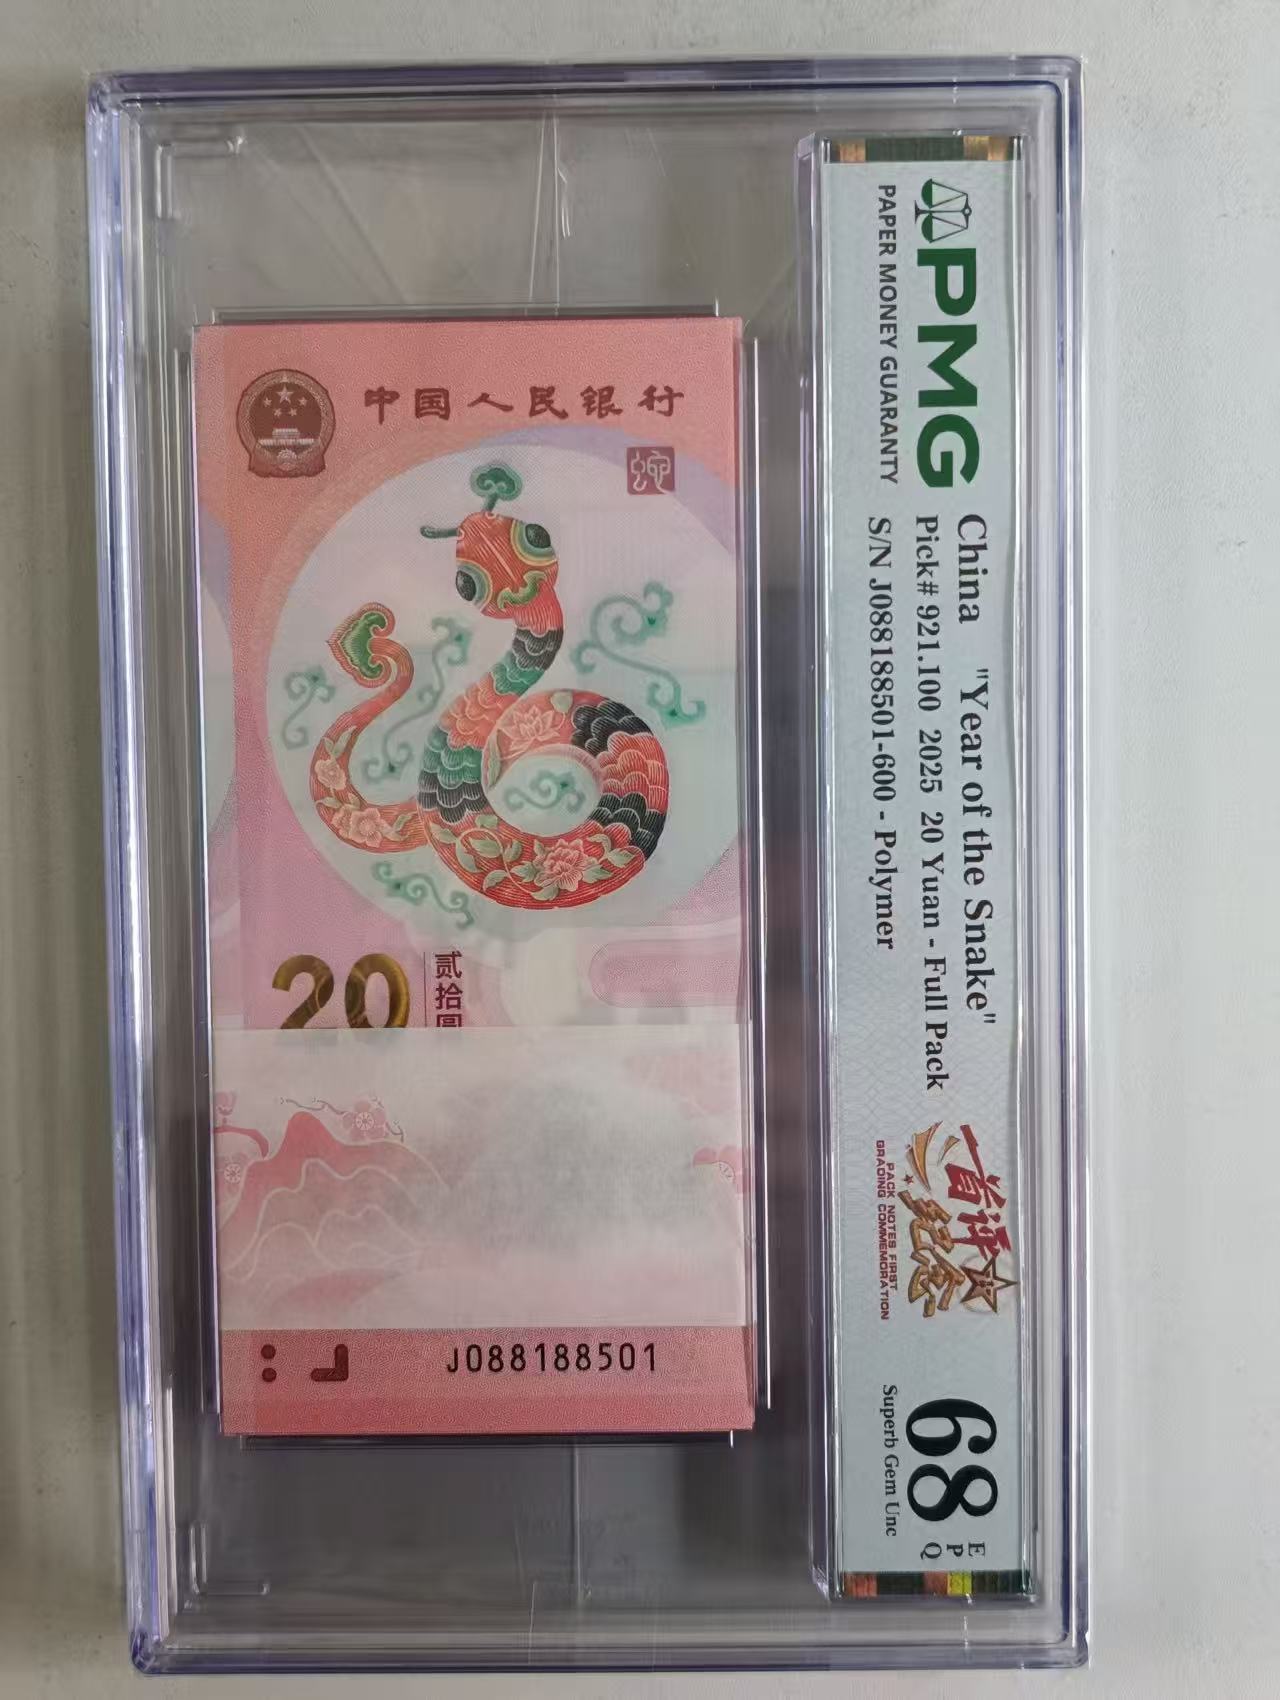 中国人民银行
蛇
20
贰拾圆
J088188501
PMG
PAPER MONEY GUARANTY
China "Year of the Snake"
Pick# 921.100 2025 20 Yuan - Full Pack
S/N J088188501-600 - Polymer
首评
纪念
PACK NOTES FIRST
GRADING COMMEMORATION
68
EPQ
Superb Gem Unc